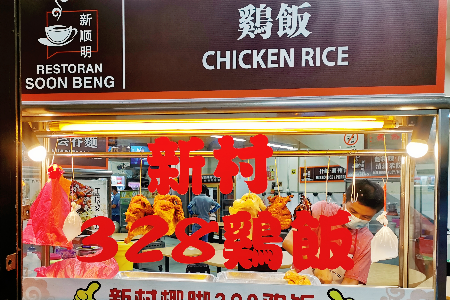 新
顺
明
RESTORAN
SOON BENG
鷄飯
CHICKEN RICE
新村
328鷄飯